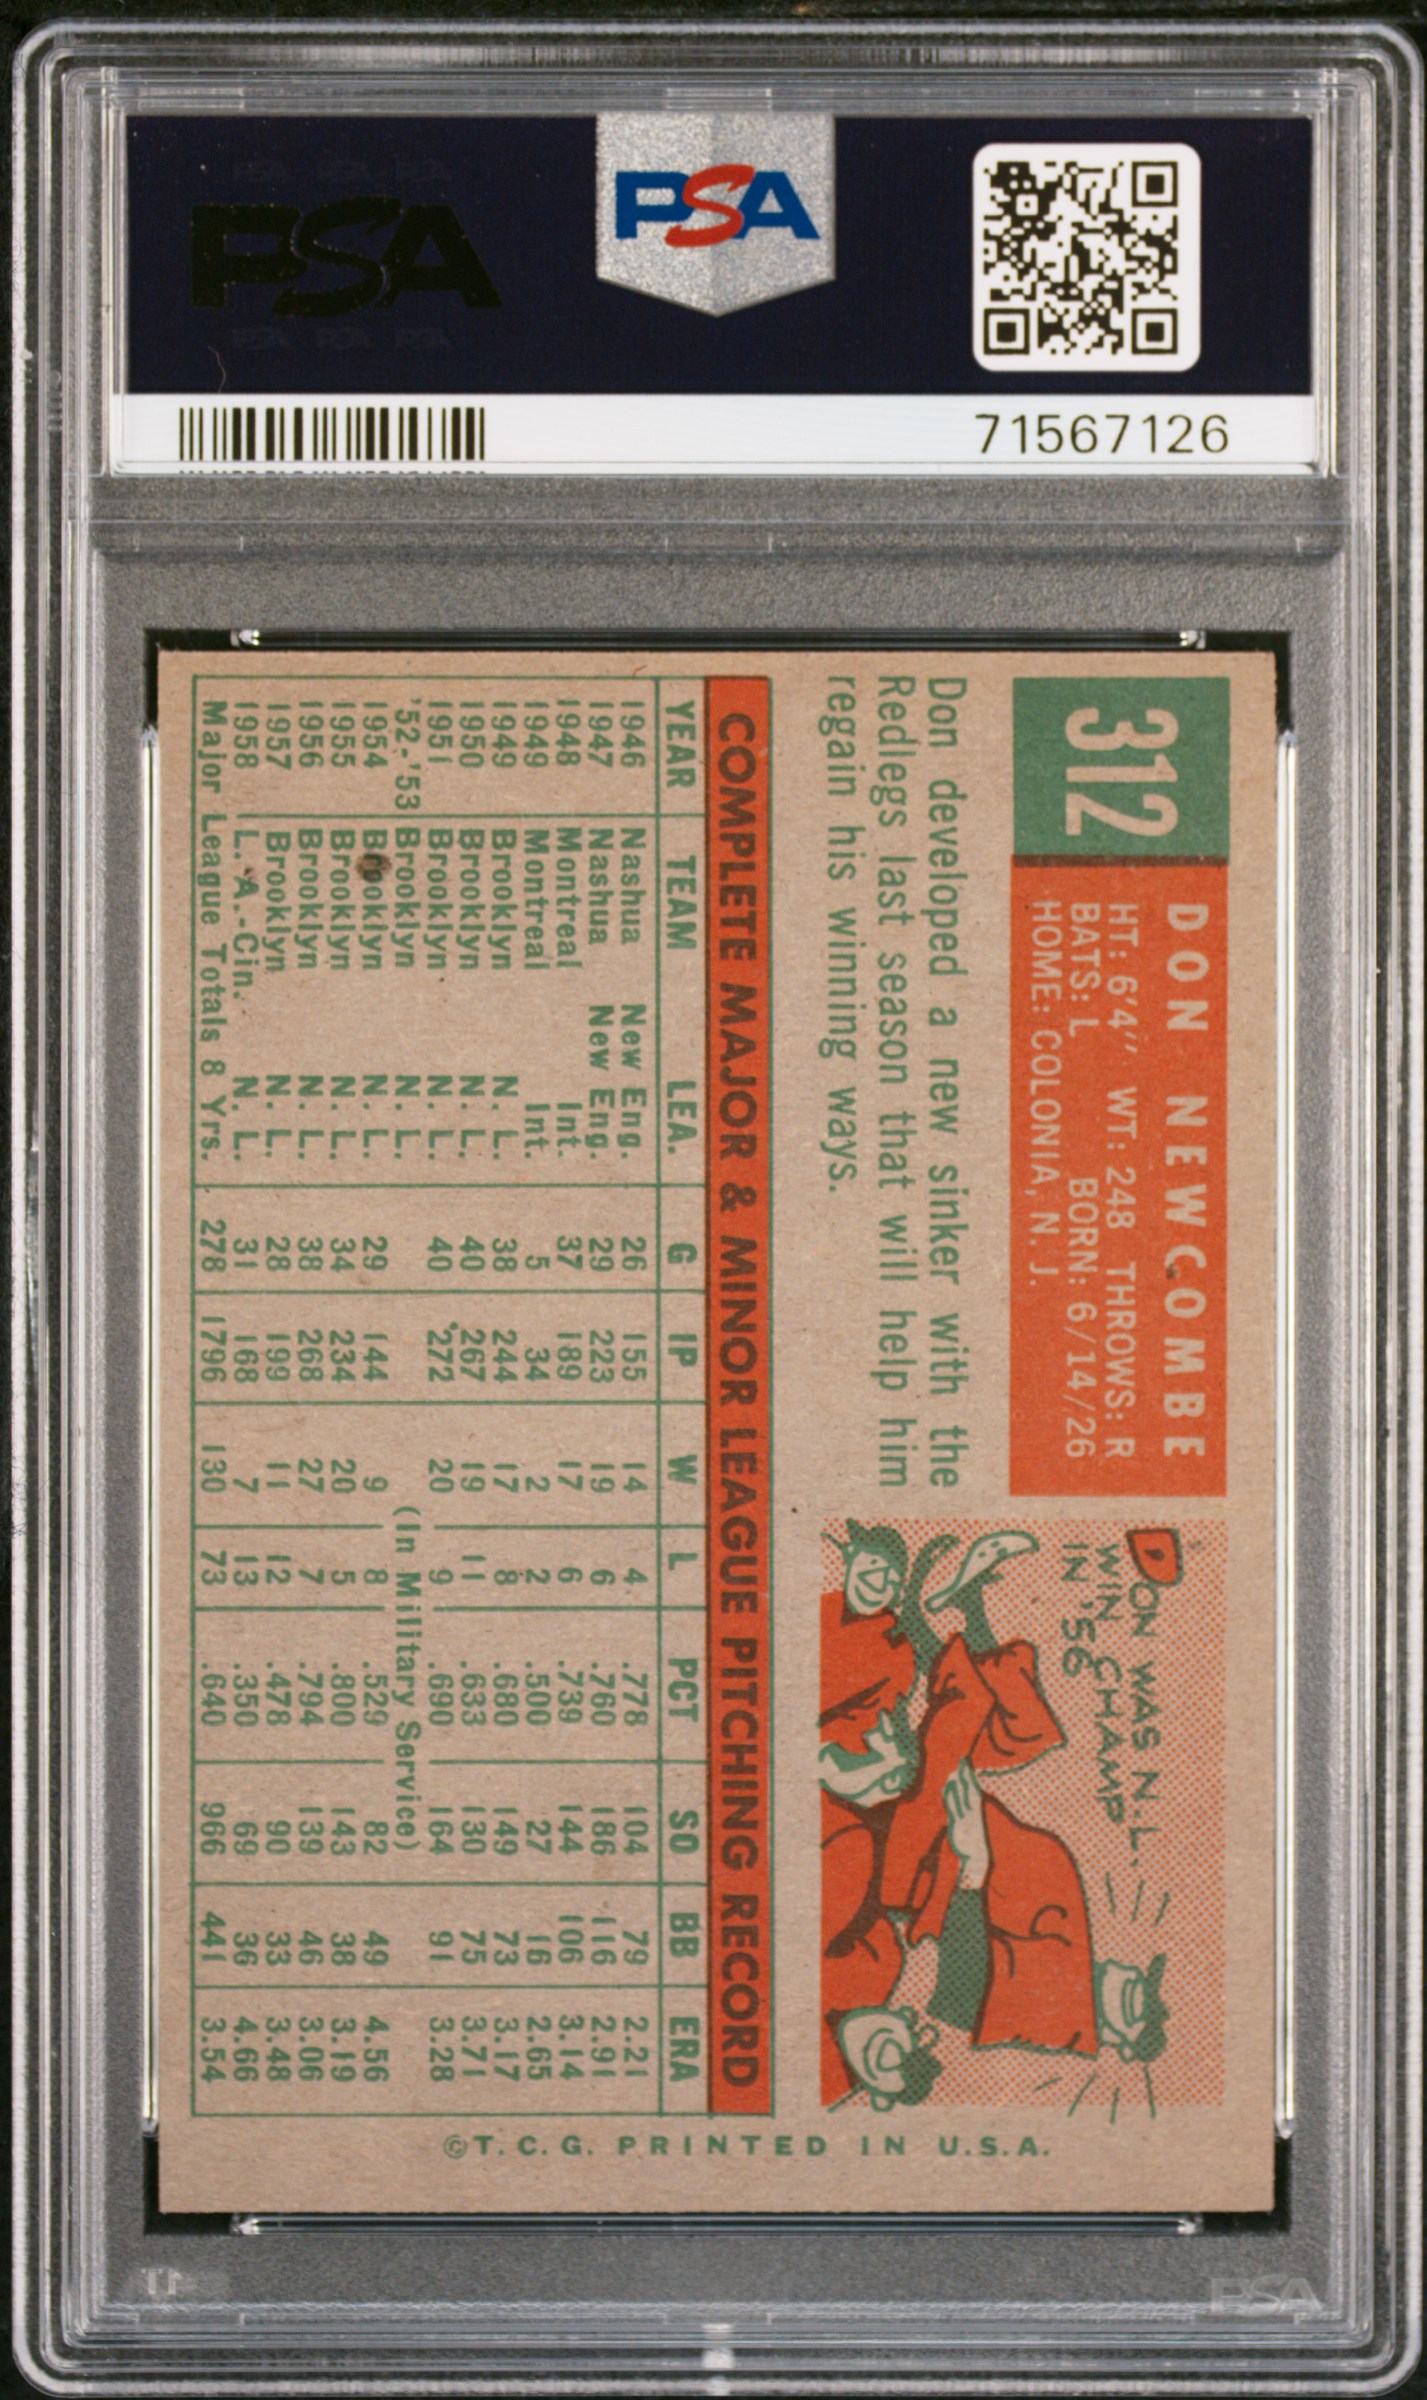 PSA
PSA
71567126
312
DON NEWCOMBE
HT: 6'4" WT: 248 THROWS: R
BATS: L BORN: 6/14/26
HOME: COLONIA, N. J.
Don developed a new sinker with the
Redlegs last season that will help him
regain his winning ways.
DON WAS N.L.
WIN CHAMP
IN '56
COMPLETE MAJOR & MINOR LEAGUE PITCHING RECORD
YEAR TEAM LEA. G IP W L PCT SO BB ERA
1946 Nashua New Eng. 26 155 14 4 .778 104 79 2.21
1947 Nashua New Eng. 29 223 19 6 .760 186 116 2.91
1948 Montreal Int. 37 189 17 6 .739 144 106 3.14
1949 Montreal Int. 5 34 2 2 .500 27 16 2.65
1949 Brooklyn N. L. 38 244 17 8 .680 149 73 3.17
1950 Brooklyn N. L. 40 267 19 11 .633 130 75 3.71
1951 Brooklyn N. L. 40 272 20 9 .690 164 91 3.28
'52-'53 Brooklyn N. L. (In Military Service)
1954 Brooklyn N. L. 29 144 9 8 .529 82 49 4.56
1955 Brooklyn N. L. 34 234 20 5 .800 143 38 3.19
1956 Brooklyn N. L. 38 268 27 7 .794 139 46 3.06
1957 Brooklyn N. L. 28 199 11 12 .478 90 33 3.48
1958 L. A.-Cin. N. L. 31 168 7 13 .350 69 36 4.66
Major League Totals 8 Yrs. 278 1796 130 73 .640 966 441 3.54
©T. C. G. PRINTED IN U.S.A.
PSA